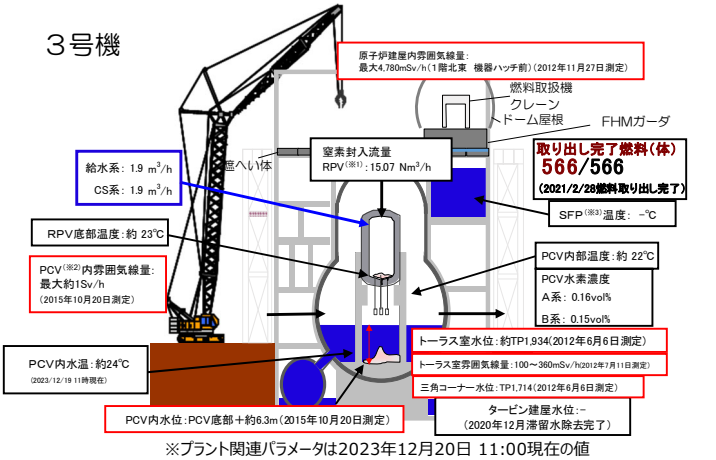 3号機
原子炉建屋内雰囲気線量:
最大4,780mSv/h(1階北東 機器ハッチ前)(2012年11月27日測定)
燃料取扱機
クレーン
ドーム屋根
FHMガーダ
遮へい体
窒素封入流量
RPV(※1):15.07 Nm³/h
取り出し完了燃料(体)
566/566
(2021/2/28燃料取り出し完了)
給水系: 1.9 m³/h
CS系: 1.9 m³/h
SFP(※3)温度: -℃
RPV底部温度:約 23℃
PCV内部温度:約 22℃
PCV(※2)内雰囲気線量:
最大約1Sv/h
(2015年10月20日測定)
PCV水素濃度
A系: 0.16vol%
B系: 0.15vol%
トーラス室水位:約TP1,934(2012年6月6日測定)
PCV内水温:約24℃
(2023/12/19 11時現在)
トーラス室雰囲気線量:100~360mSv/h(2012年7月11日測定)
三角コーナー水位:TP1,714(2012年6月6日測定)
PCV内水位:PCV底部+約6.3m(2015年10月20日測定)
タービン建屋水位:-
(2020年12月滞留水除去完了)
※プラント関連パラメータは2023年12月20日 11:00現在の値